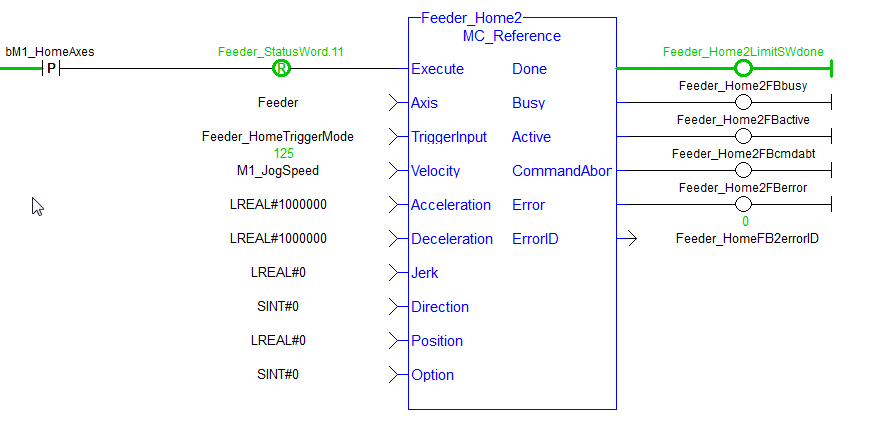 Feeder_Home2
MC_Reference
bM1_HomeAxes
P
Feeder_StatusWord.11
R
Execute
Done
Feeder_Home2LimitSWdone
Feeder
Axis
Busy
Feeder_Home2FBbusy
Feeder_HomeTriggerMode
TriggerInput
Active
Feeder_Home2FBactive
125
M1_JogSpeed
Velocity
CommandAbor
Feeder_Home2FBcmdabt
LREAL#1000000
Acceleration
Error
Feeder_Home2FBerror
LREAL#1000000
Deceleration
ErrorID
0
Feeder_HomeFB2errorID
LREAL#0
Jerk
SINT#0
Direction
LREAL#0
Position
SINT#0
Option